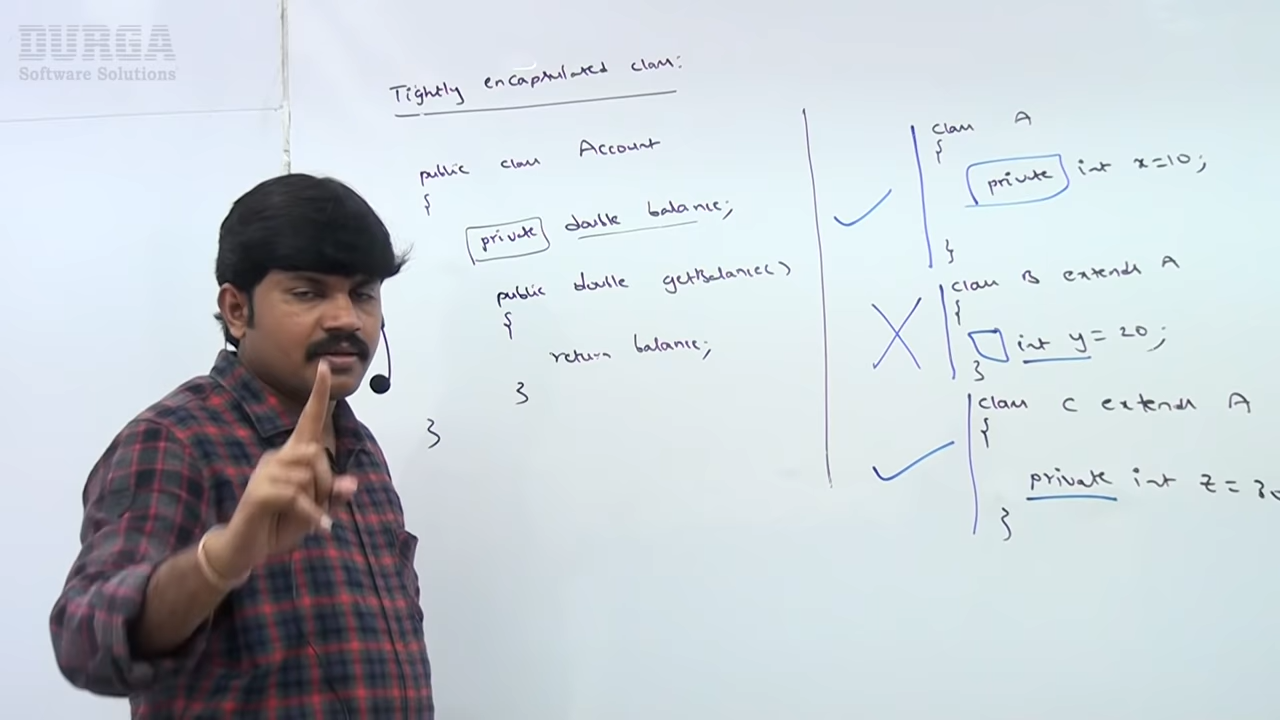 DURGA
Software Solutions
Tightly encapsulated class:
public class Account
{
private double balance;
public double getBalance()
{
return balance;
}
}
class A
{
private int x=10;
}
class B extends A
{
int y=20;
}
class C extends A
{
private int z=30
}